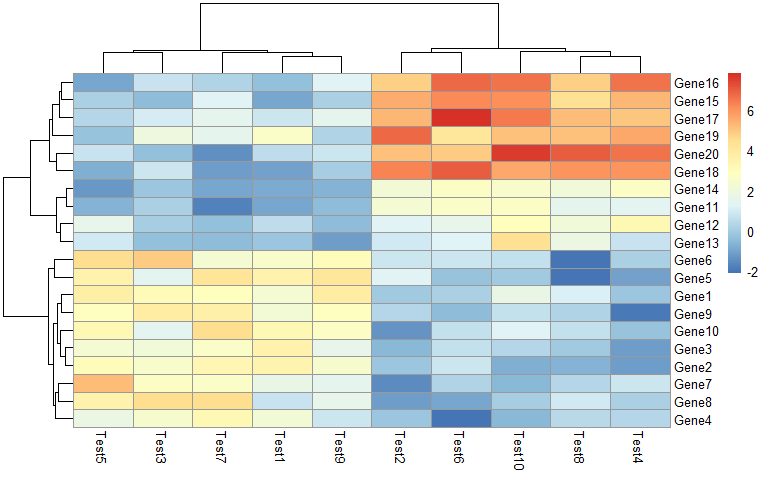 Gene16
Gene15
Gene17
Gene19
Gene20
Gene18
Gene14
Gene11
Gene12
Gene13
Gene6
Gene5
Gene1
Gene9
Gene10
Gene3
Gene2
Gene7
Gene8
Gene4
6
4
2
0
-2
Test5
Test3
Test7
Test1
Test9
Test2
Test6
Test10
Test8
Test4